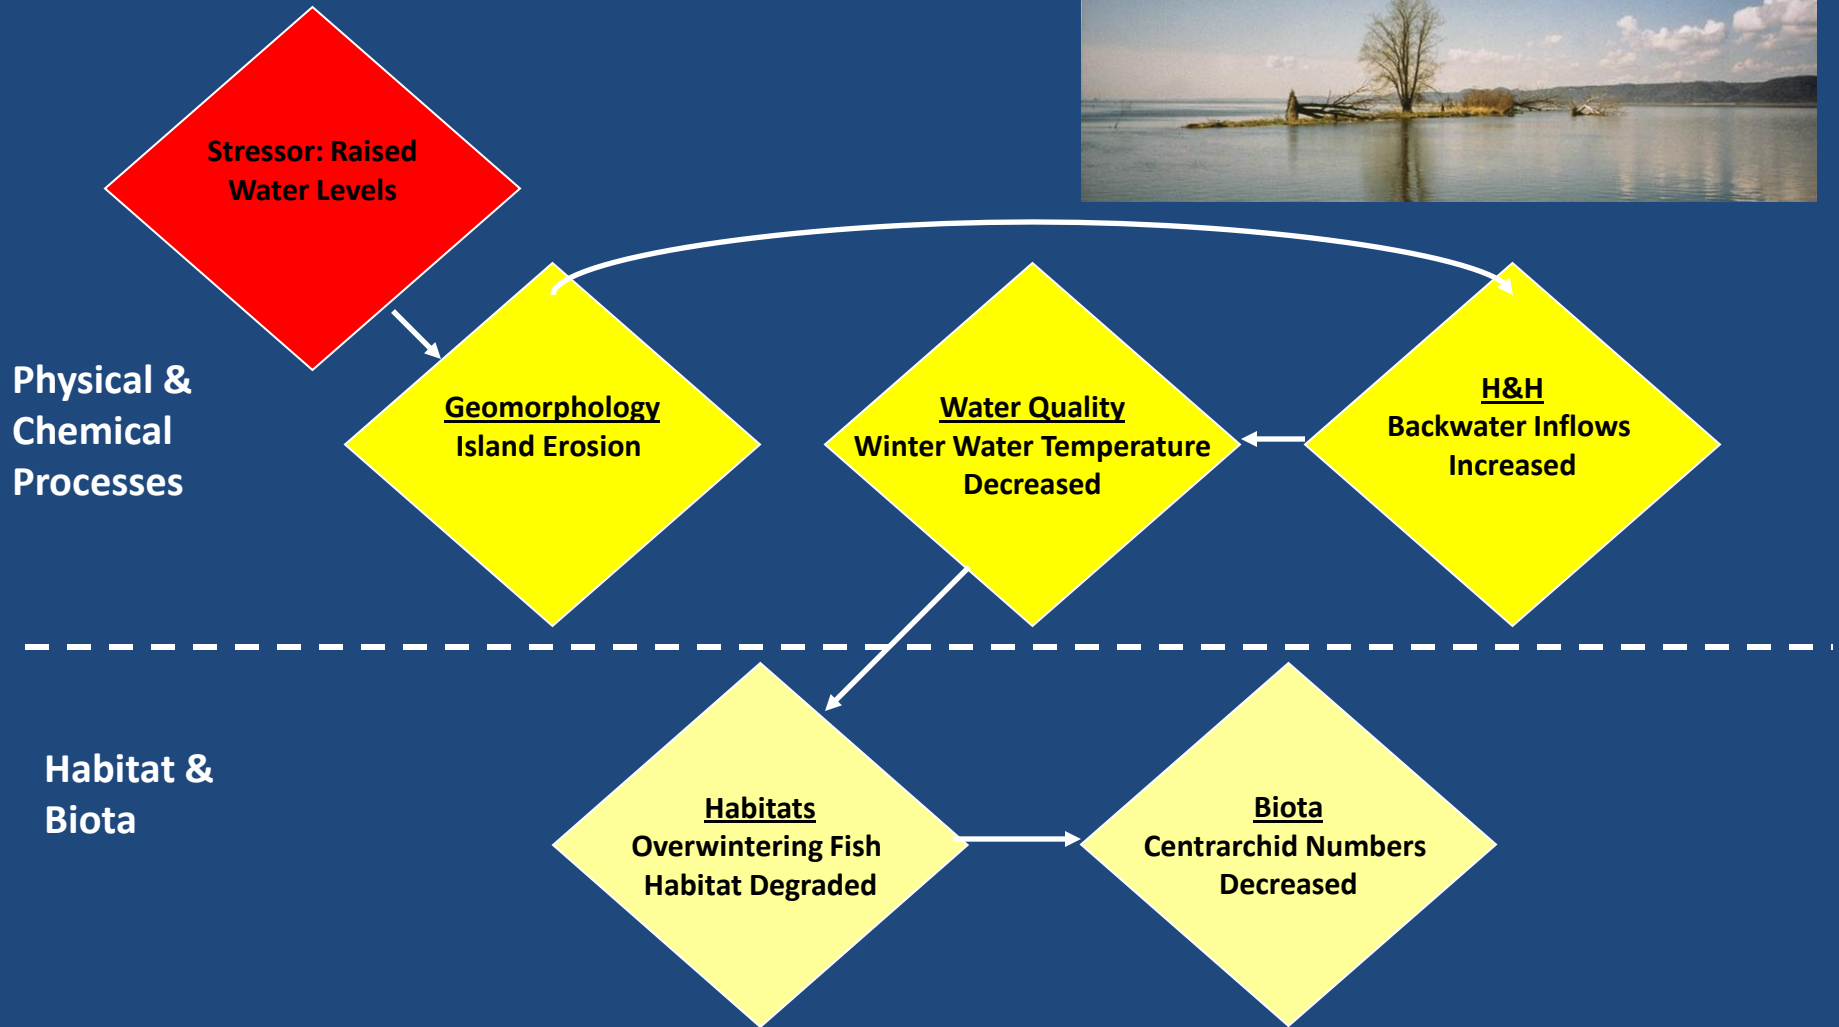 Stressor: Raised
Water Levels
Physical &
Chemical
Processes
Geomorphology
Island Erosion
Water Quality
Winter Water Temperature
Decreased
H&H
Backwater Inflows
Increased
Habitat &
Biota
Habitats
Overwintering Fish
Habitat Degraded
Biota
Centrarchid Numbers
Decreased